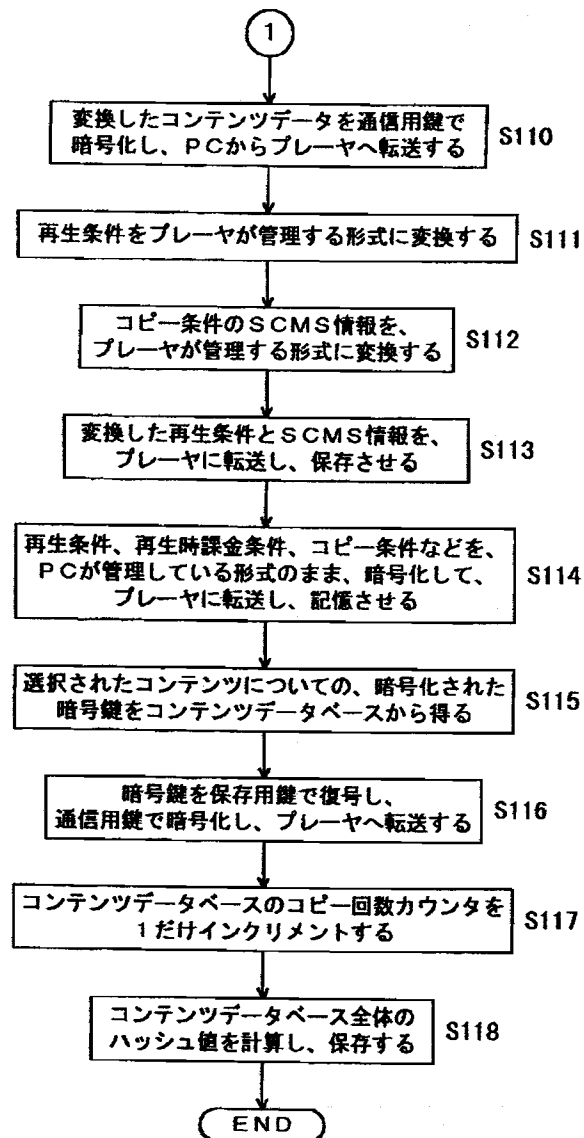 1
変換したコンテンツデータを通信用鍵で
暗号化し、PCからプレーヤへ転送する
S110
再生条件をプレーヤが管理する形式に変換する
S111
コピー条件のSCMS情報を、
プレーヤが管理する形式に変換する
S112
変換した再生条件とSCMS情報を、
プレーヤに転送し、保存させる
S113
再生条件、再生時課金条件、コピー条件などを、
PCが管理している形式のまま、暗号化して、
プレーヤに転送し、記憶させる
S114
選択されたコンテンツについての、暗号化された
暗号鍵をコンテンツデータベースから得る
S115
暗号鍵を保存用鍵で復号し、
通信用鍵で暗号化し、プレーヤへ転送する
S116
コンテンツデータベースのコピー回数カウンタを
1だけインクリメントする
S117
コンテンツデータベース全体の
ハッシュ値を計算し、保存する
S118
END